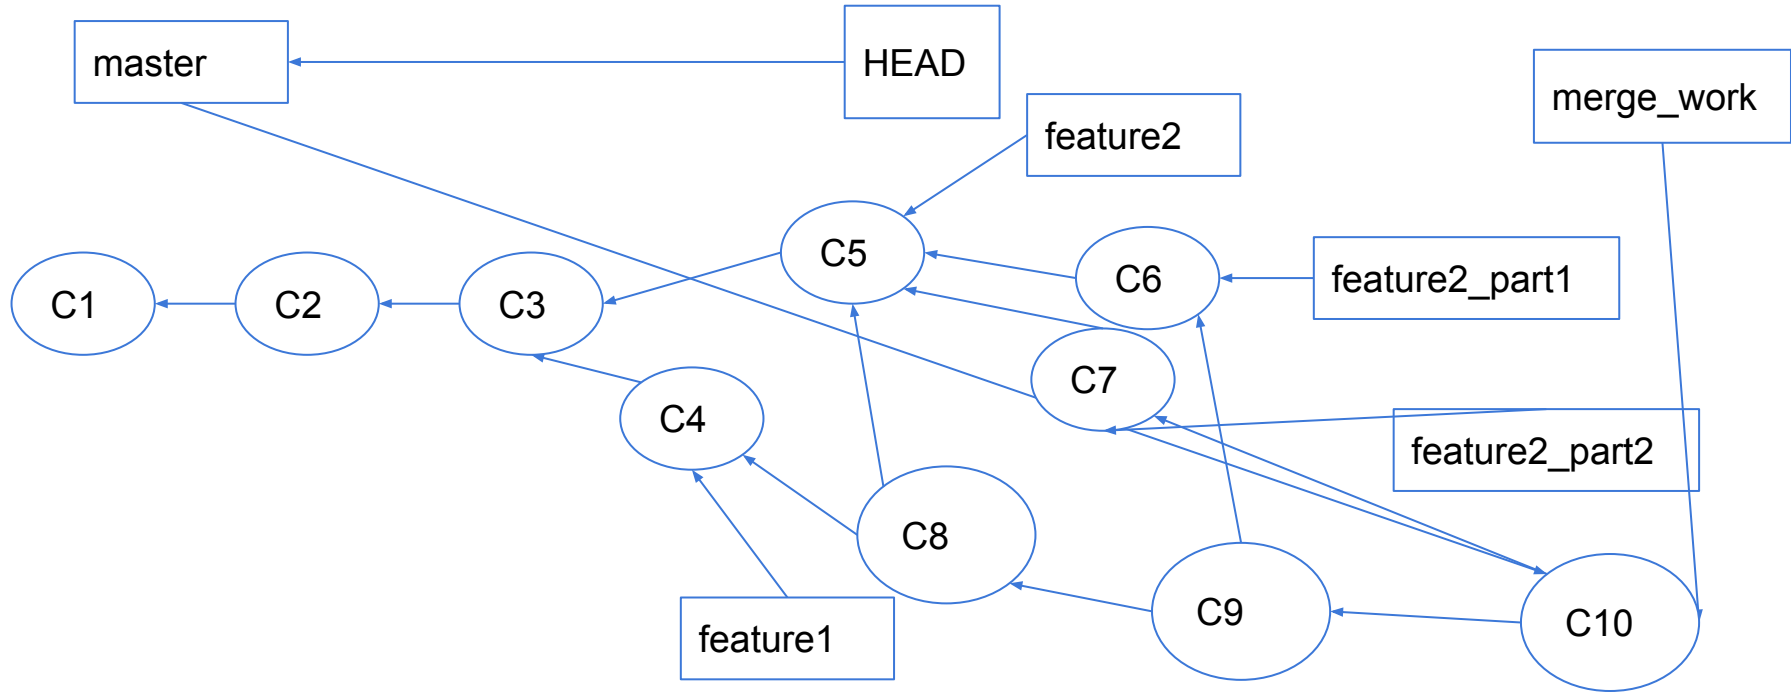 master
HEAD
merge_work
feature2
C5
C6
feature2_part1
C1
C2
C3
C7
C4
feature2_part2
C8
C9
C10
feature1